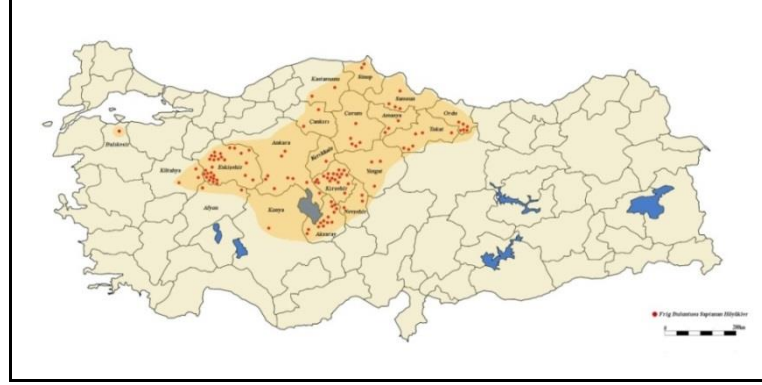 Sinop
Kastamonu
Samsun
Ordu
Çorum
Amasya
Çankırı
Tokat
Balıkesir
Ankara
Kırıkkale
Eskişehir
Kütahya
Yozgat
Kırşehir
Afyon
Konya
Nevşehir
Aksaray
Frig Buluntusu Saptanan Höyükler
0
200km